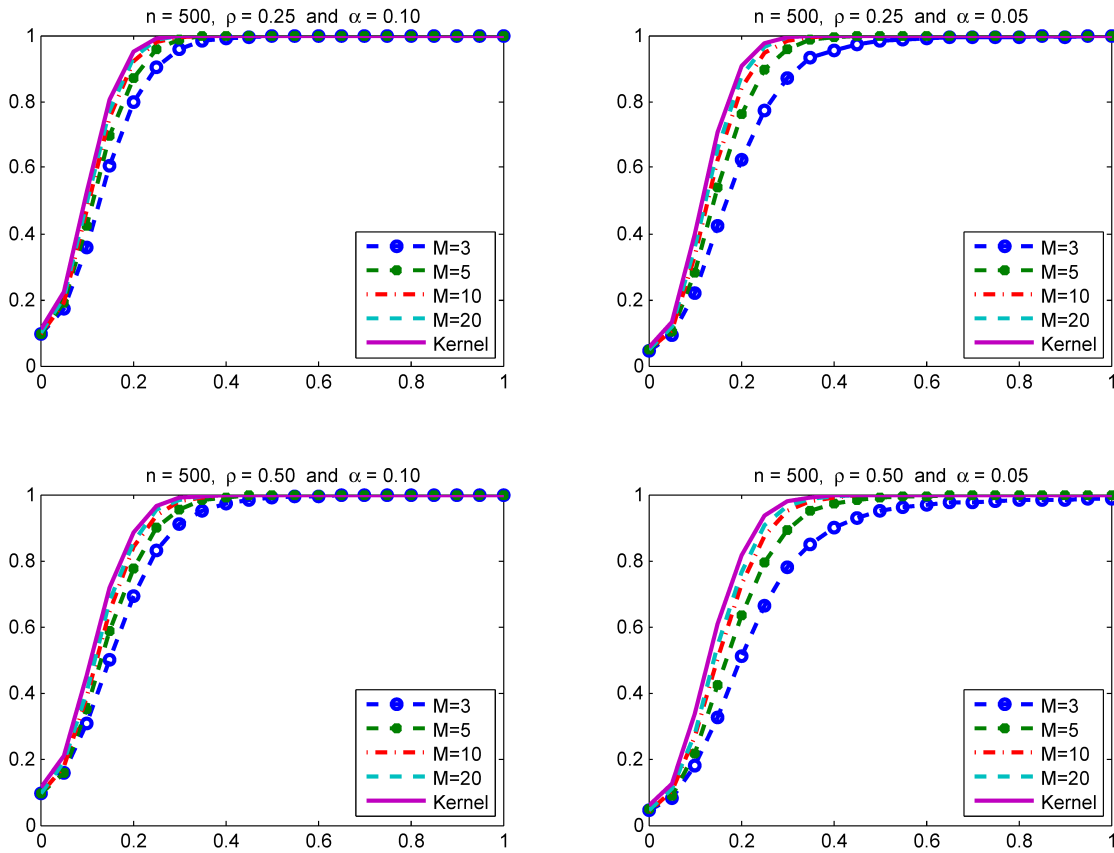 n = 500, ρ = 0.25 and α = 0.10
1
0.8
0.6
0.4
0.2
0
0 0.2 0.4 0.6 0.8 1
M=3
M=5
M=10
M=20
Kernel
n = 500, ρ = 0.25 and α = 0.05
1
0.8
0.6
0.4
0.2
0
0 0.2 0.4 0.6 0.8 1
M=3
M=5
M=10
M=20
Kernel
n = 500, ρ = 0.50 and α = 0.10
1
0.8
0.6
0.4
0.2
0
0 0.2 0.4 0.6 0.8 1
M=3
M=5
M=10
M=20
Kernel
n = 500, ρ = 0.50 and α = 0.05
1
0.8
0.6
0.4
0.2
0
0 0.2 0.4 0.6 0.8 1
M=3
M=5
M=10
M=20
Kernel